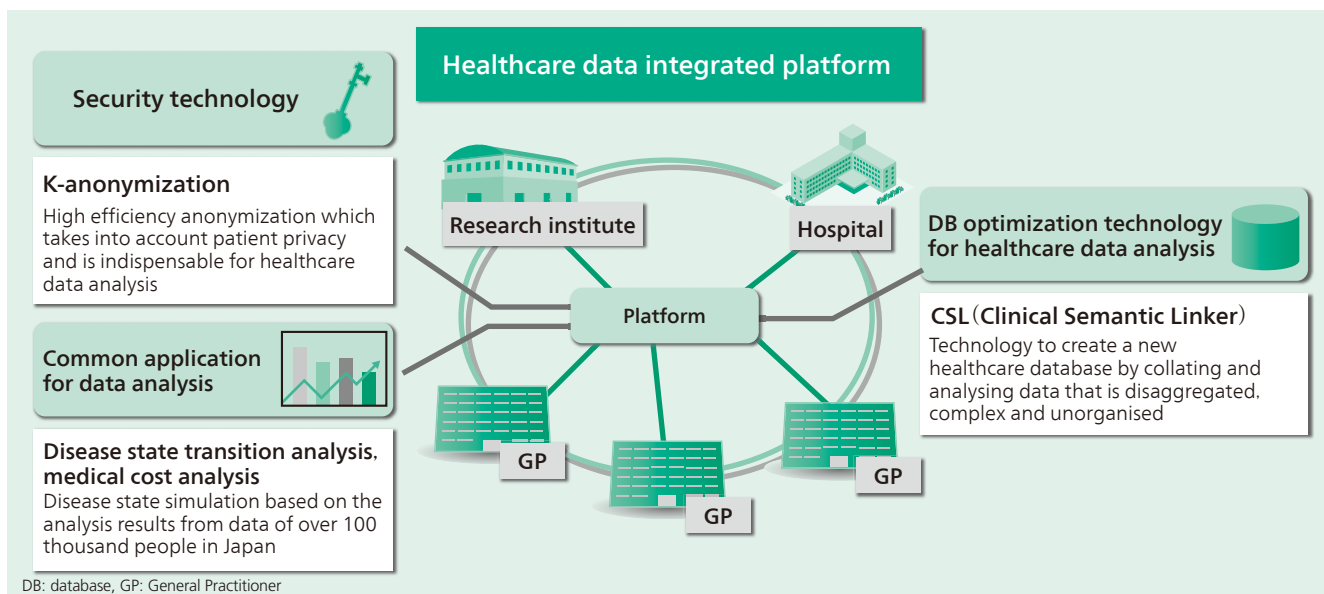 Healthcare data integrated platform
Security technology
K-anonymization
High efficiency anonymization which
takes into account patient privacy
and is indispensable for healthcare
data analysis
Common application
for data analysis
Disease state transition analysis,
medical cost analysis
Disease state simulation based on the
analysis results from data of over 100
thousand people in Japan
Research institute
Hospital
Platform
GP
GP
GP
DB optimization technology
for healthcare data analysis
CSL（Clinical Semantic Linker）
Technology to create a new
healthcare database by collating and
analysing data that is disaggregated,
complex and unorganised
DB: database, GP: General Practitioner